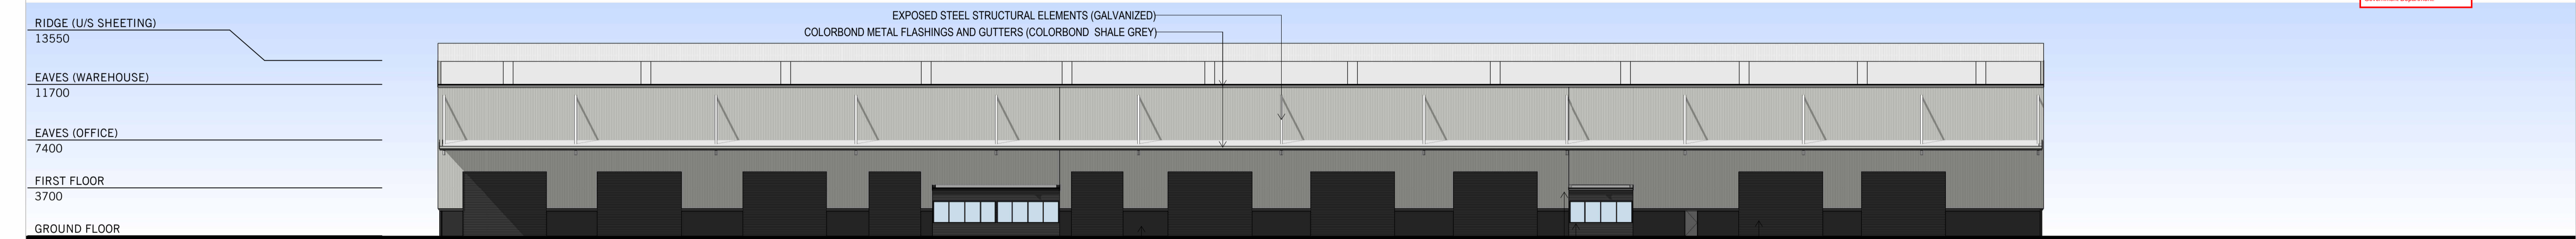 RIDGE (U/S SHEETING)
13550
EAVES (WAREHOUSE)
11700
EAVES (OFFICE)
7400
FIRST FLOOR
3700
GROUND FLOOR
EXPOSED STEEL STRUCTURAL ELEMENTS (GALVANIZED)
COLORBOND METAL FLASHINGS AND GUTTERS (COLORBOND SHALE GREY)